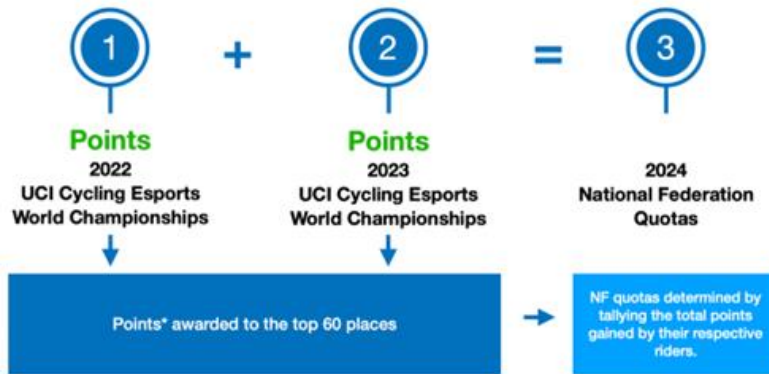 1 + 2 = 3
Points
2022
UCI Cycling Esports
World Championships
Points
2023
UCI Cycling Esports
World Championships
2024
National Federation
Quotas
Points* awarded to the top 60 places
NF quotas determined by
tallying the total points
gained by their respective
riders.